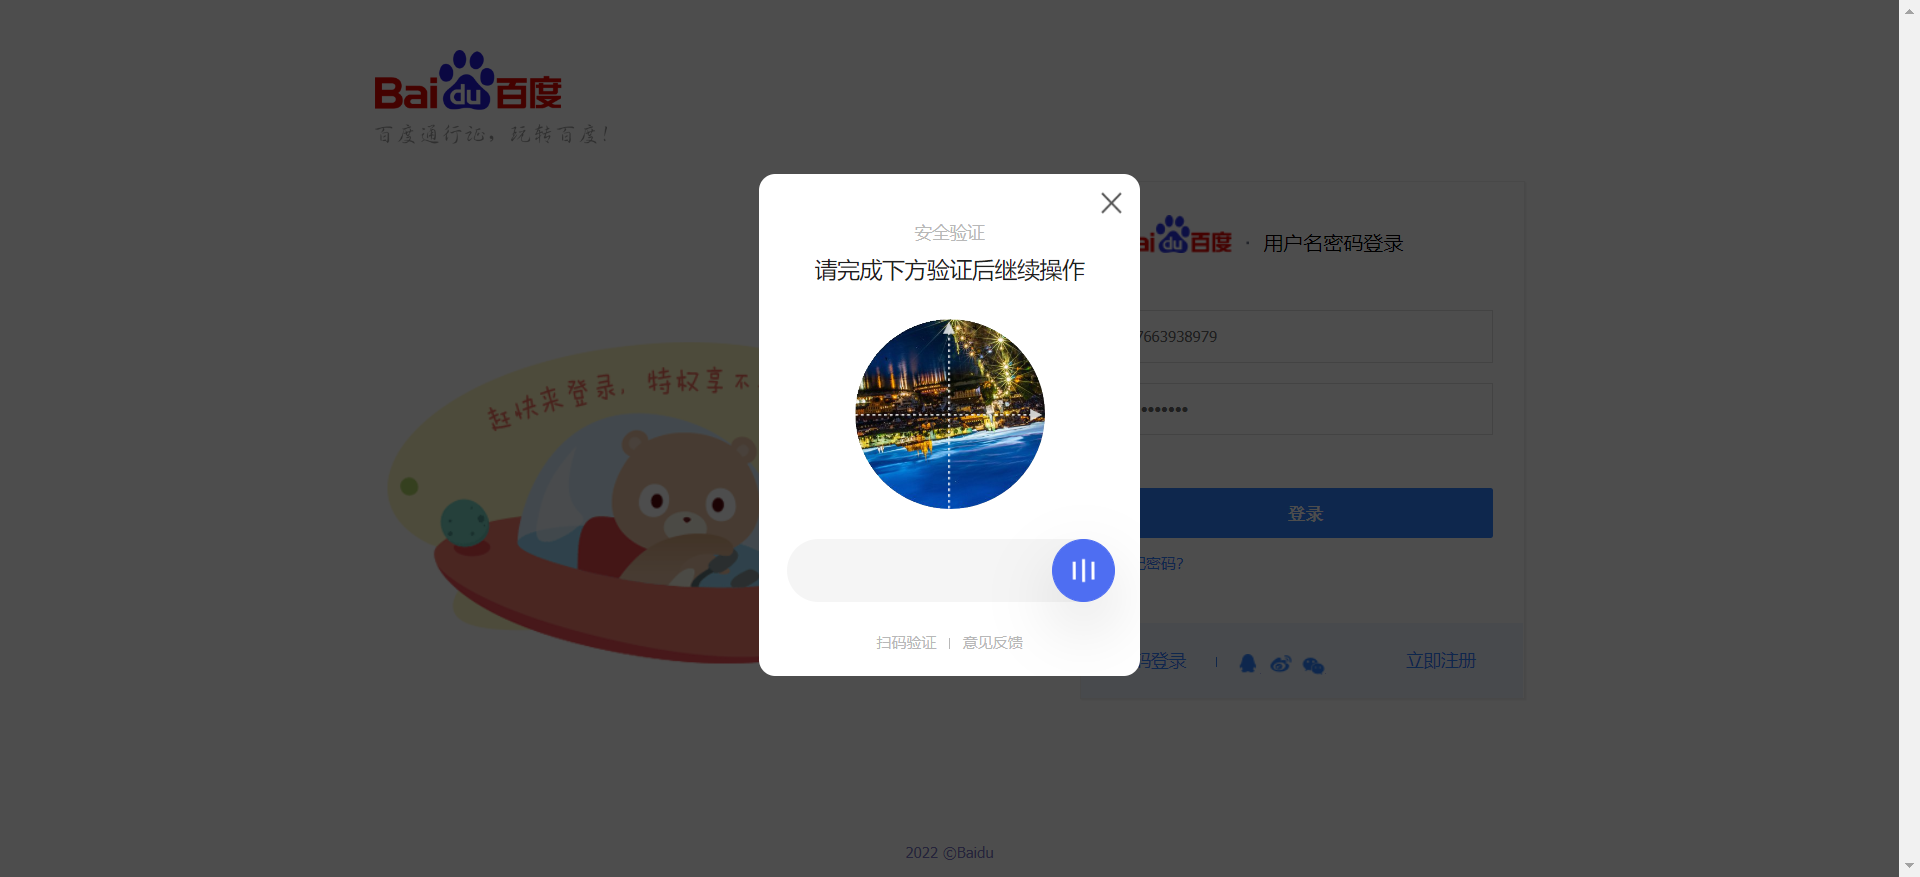 Bai du 百度
百度通行证，玩转百度！
赶快来登录，特权享不
安全验证
请完成下方验证后继续操作
扫码验证 | 意见反馈
du 百度 · 用户名密码登录
7663938979
登录
密码?
登录
立即注册
2022 ©Baidu